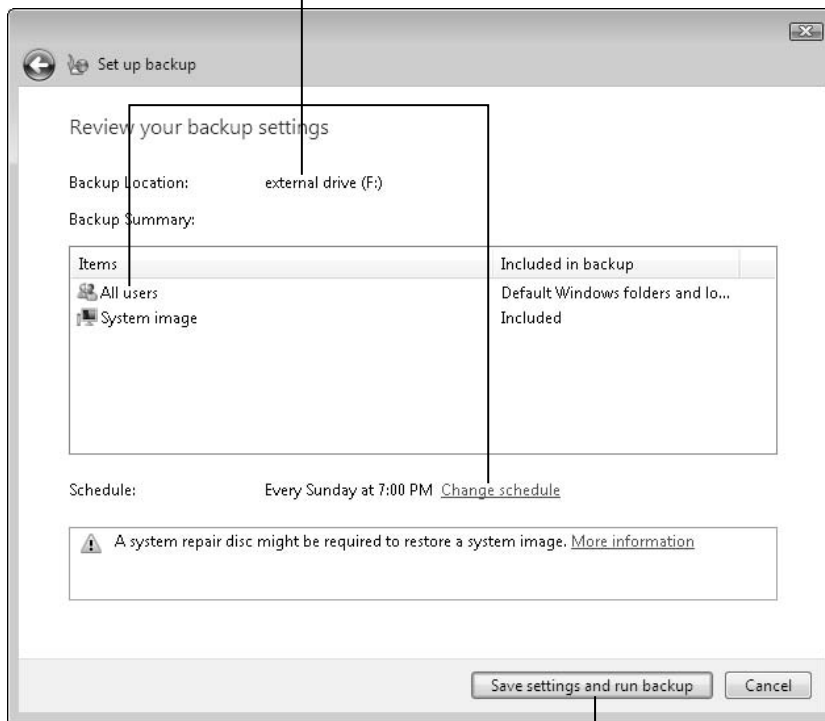 Set up backup
Review your backup settings
Backup Location: external drive (F:)
Backup Summary:
Items Included in backup
All users Default Windows folders and lo...
System image Included
Schedule: Every Sunday at 7:00 PM Change schedule
A system repair disc might be required to restore a system image. More information
Save settings and run backup Cancel